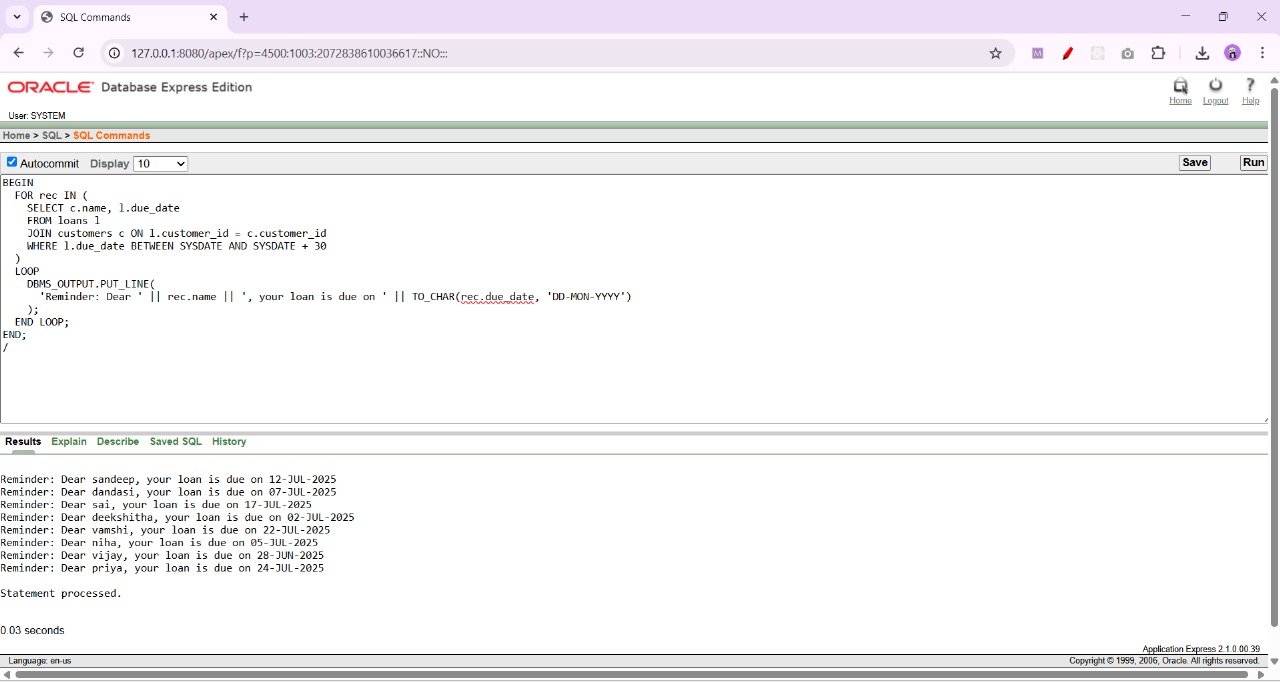 SQL Commands
127.0.0.1:8080/apex/f?p=4500:1003:2072838610036617::NO:::
ORACLE Database Express Edition
Home Logout Help
User: SYSTEM
Home > SQL > SQL Commands
Autocommit Display 10 Save Run
BEGIN
  FOR rec IN (
    SELECT c.name, l.due_date
    FROM loans l
    JOIN customers c ON l.customer_id = c.customer_id
    WHERE l.due_date BETWEEN SYSDATE AND SYSDATE + 30
  )
  LOOP
    DBMS_OUTPUT.PUT_LINE(
      'Reminder: Dear ' || rec.name || ', your loan is due on ' || TO_CHAR(rec.due_date, 'DD-MON-YYYY')
    );
  END LOOP;
END;
/
Results Explain Describe Saved SQL History
Reminder: Dear sandeep, your loan is due on 12-JUL-2025
Reminder: Dear dandasi, your loan is due on 07-JUL-2025
Reminder: Dear sai, your loan is due on 17-JUL-2025
Reminder: Dear deekshitha, your loan is due on 02-JUL-2025
Reminder: Dear vamshi, your loan is due on 22-JUL-2025
Reminder: Dear niha, your loan is due on 05-JUL-2025
Reminder: Dear vijay, your loan is due on 28-JUN-2025
Reminder: Dear priya, your loan is due on 24-JUL-2025
Statement processed.
0.03 seconds
Application Express 2.1.0.00.39
Language: en-us Copyright © 1999, 2006, Oracle. All rights reserved.